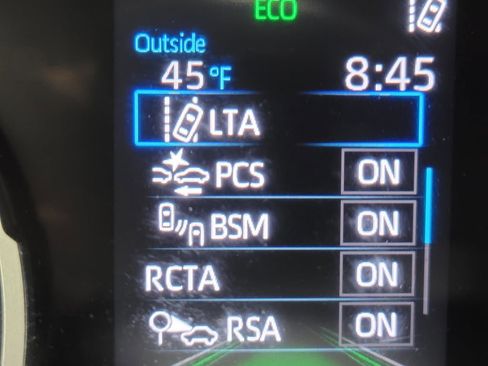 ECO
Outside
45°F 8:45
LTA
PCS ON
BSM ON
RCTA ON
RSA ON